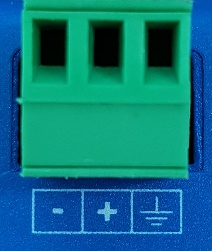 - + ⏚